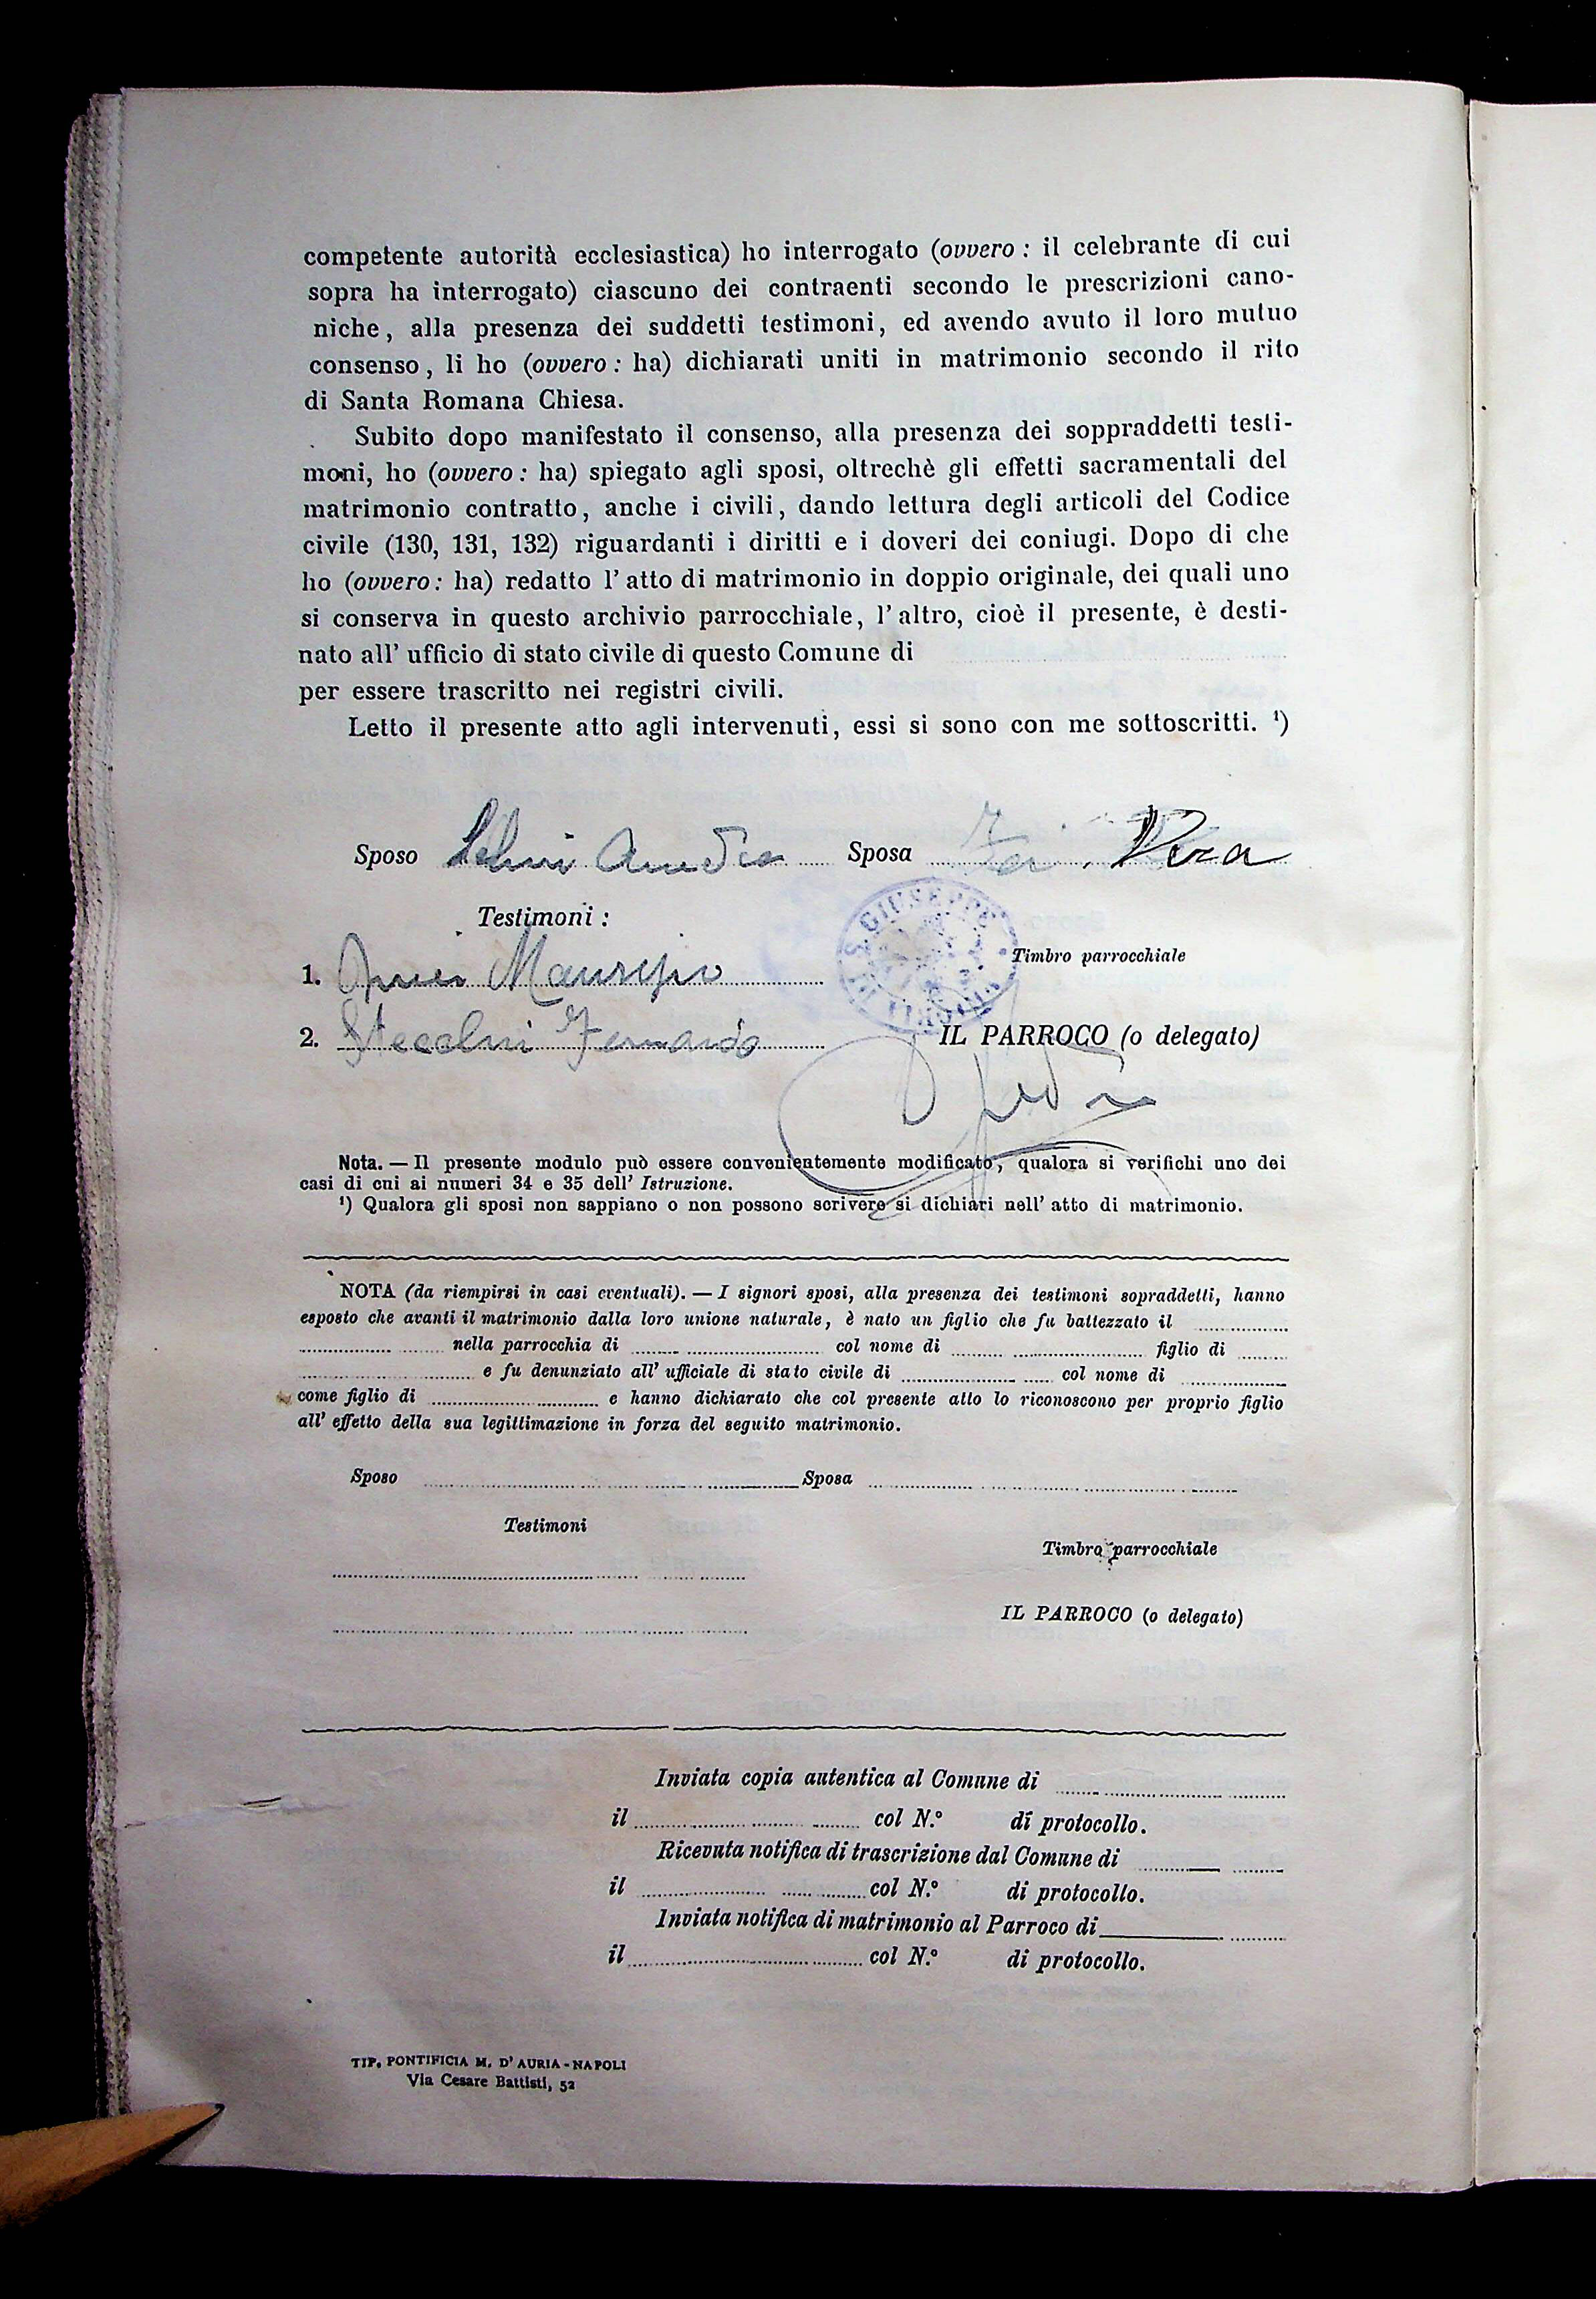 competente autorità ecclesiastica) ho interrogato (ovvero : il celebrante di cui
sopra ha interrogato) ciascuno dei contraenti secondo le prescrizioni cano-
niche, alla presenza dei suddetti testimoni, ed avendo avuto il loro mutuo
consenso, li ho (ovvero : ha) dichiarati uniti in matrimonio secondo il rito
di Santa Romana Chiesa.
Subito dopo manifestato il consenso, alla presenza dei soppraddetti testi-
moni, ho (ovvero : ha) spiegato agli sposi, oltrechè gli effetti sacramentali del
matrimonio contratto, anche i civili, dando lettura degli articoli del Codice
civile (130, 131, 132) riguardanti i diritti e i doveri dei coniugi. Dopo di che
ho (ovvero : ha) redatto l' atto di matrimonio in doppio originale, dei quali uno
si conserva in questo archivio parrocchiale, l' altro, cioè il presente, è desti-
nato all' ufficio di stato civile di questo Comune di
per essere trascritto nei registri civili.
Letto il presente atto agli intervenuti, essi si sono con me sottoscritti. ¹)
Sposo Amedeo Sposa Vera
Testimoni :
S. GIUSEPPE
Timbro parrocchiale
1. Maurizio
2. Stecchini Fernando
IL PARROCO (o delegato)
Nota. — Il presente modulo può essere convenientemente modificato, qualora si verifichi uno dei
casi di cui ai numeri 34 e 35 dell' Istruzione.
¹) Qualora gli sposi non sappiano o non possono scrivere si dichiari nell' atto di matrimonio.
NOTA (da riempirsi in casi eventuali). — I signori sposi, alla presenza dei testimoni sopraddetti, hanno
esposto che avanti il matrimonio dalla loro unione naturale, è nato un figlio che fu battezzato il
nella parrocchia di col nome di figlio di
e fu denunziato all' ufficiale di stato civile di col nome di
come figlio di e hanno dichiarato che col presente atto lo riconoscono per proprio figlio
all' effetto della sua legittimazione in forza del seguito matrimonio.
Sposo Sposa
Testimoni
Timbro parrocchiale
IL PARROCO (o delegato)
Inviata copia autentica al Comune di
il col N.° di protocollo.
Ricevuta notifica di trascrizione dal Comune di
il col N.° di protocollo.
Inviata notifica di matrimonio al Parroco di
il col N.° di protocollo.
TIP. PONTIFICIA M. D' AURIA - NAPOLI
Via Cesare Battisti, 52